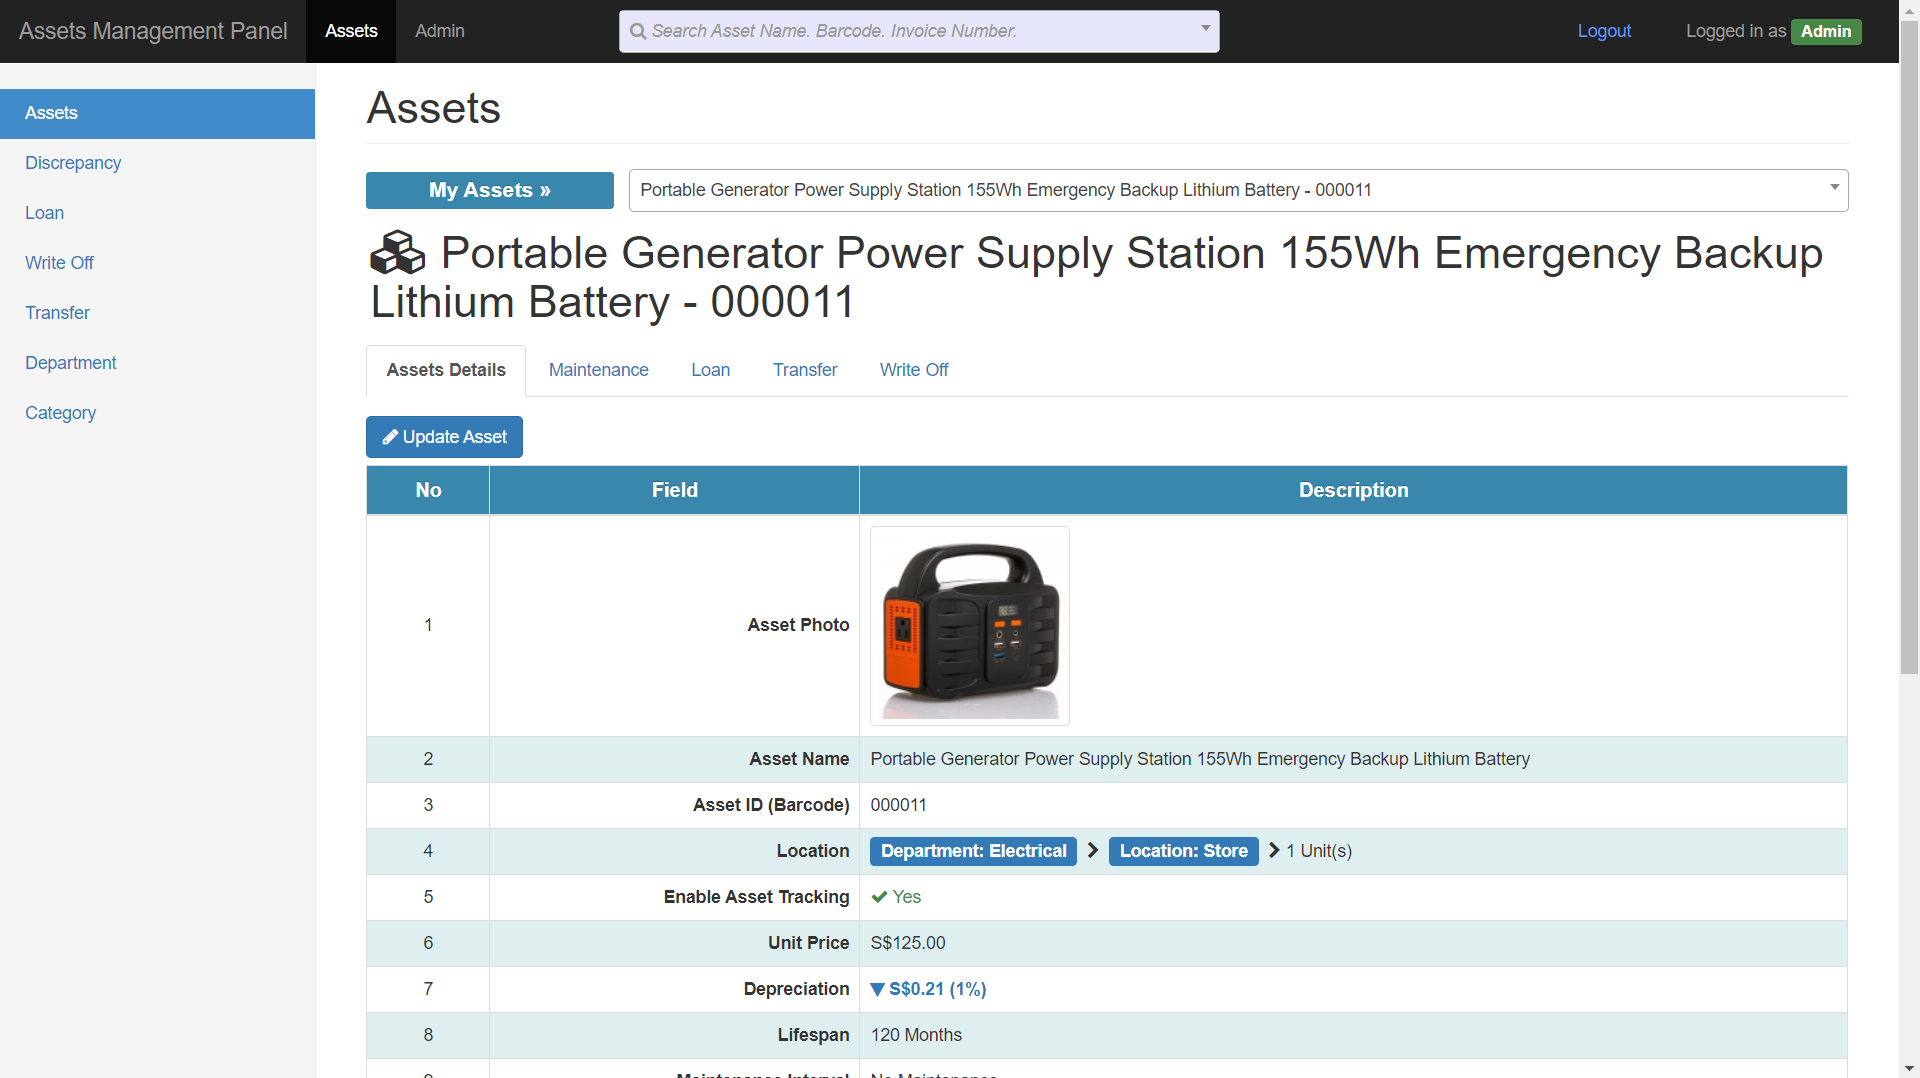 Assets Management Panel
Assets
Admin
Search Asset Name. Barcode. Invoice Number.
Logout
Logged in as Admin
Assets
Discrepancy
Loan
Write Off
Transfer
Department
Category
Assets
My Assets »
Portable Generator Power Supply Station 155Wh Emergency Backup Lithium Battery - 000011
Portable Generator Power Supply Station 155Wh Emergency Backup
Lithium Battery - 000011
Assets Details
Maintenance
Loan
Transfer
Write Off
Update Asset
No Field Description
1 Asset Photo
2 Asset Name Portable Generator Power Supply Station 155Wh Emergency Backup Lithium Battery
3 Asset ID (Barcode) 000011
4 Location Department: Electrical Location: Store 1 Unit(s)
5 Enable Asset Tracking Yes
6 Unit Price S$125.00
7 Depreciation S$0.21 (1%)
8 Lifespan 120 Months
9 Maintenance Interval No Maintenance